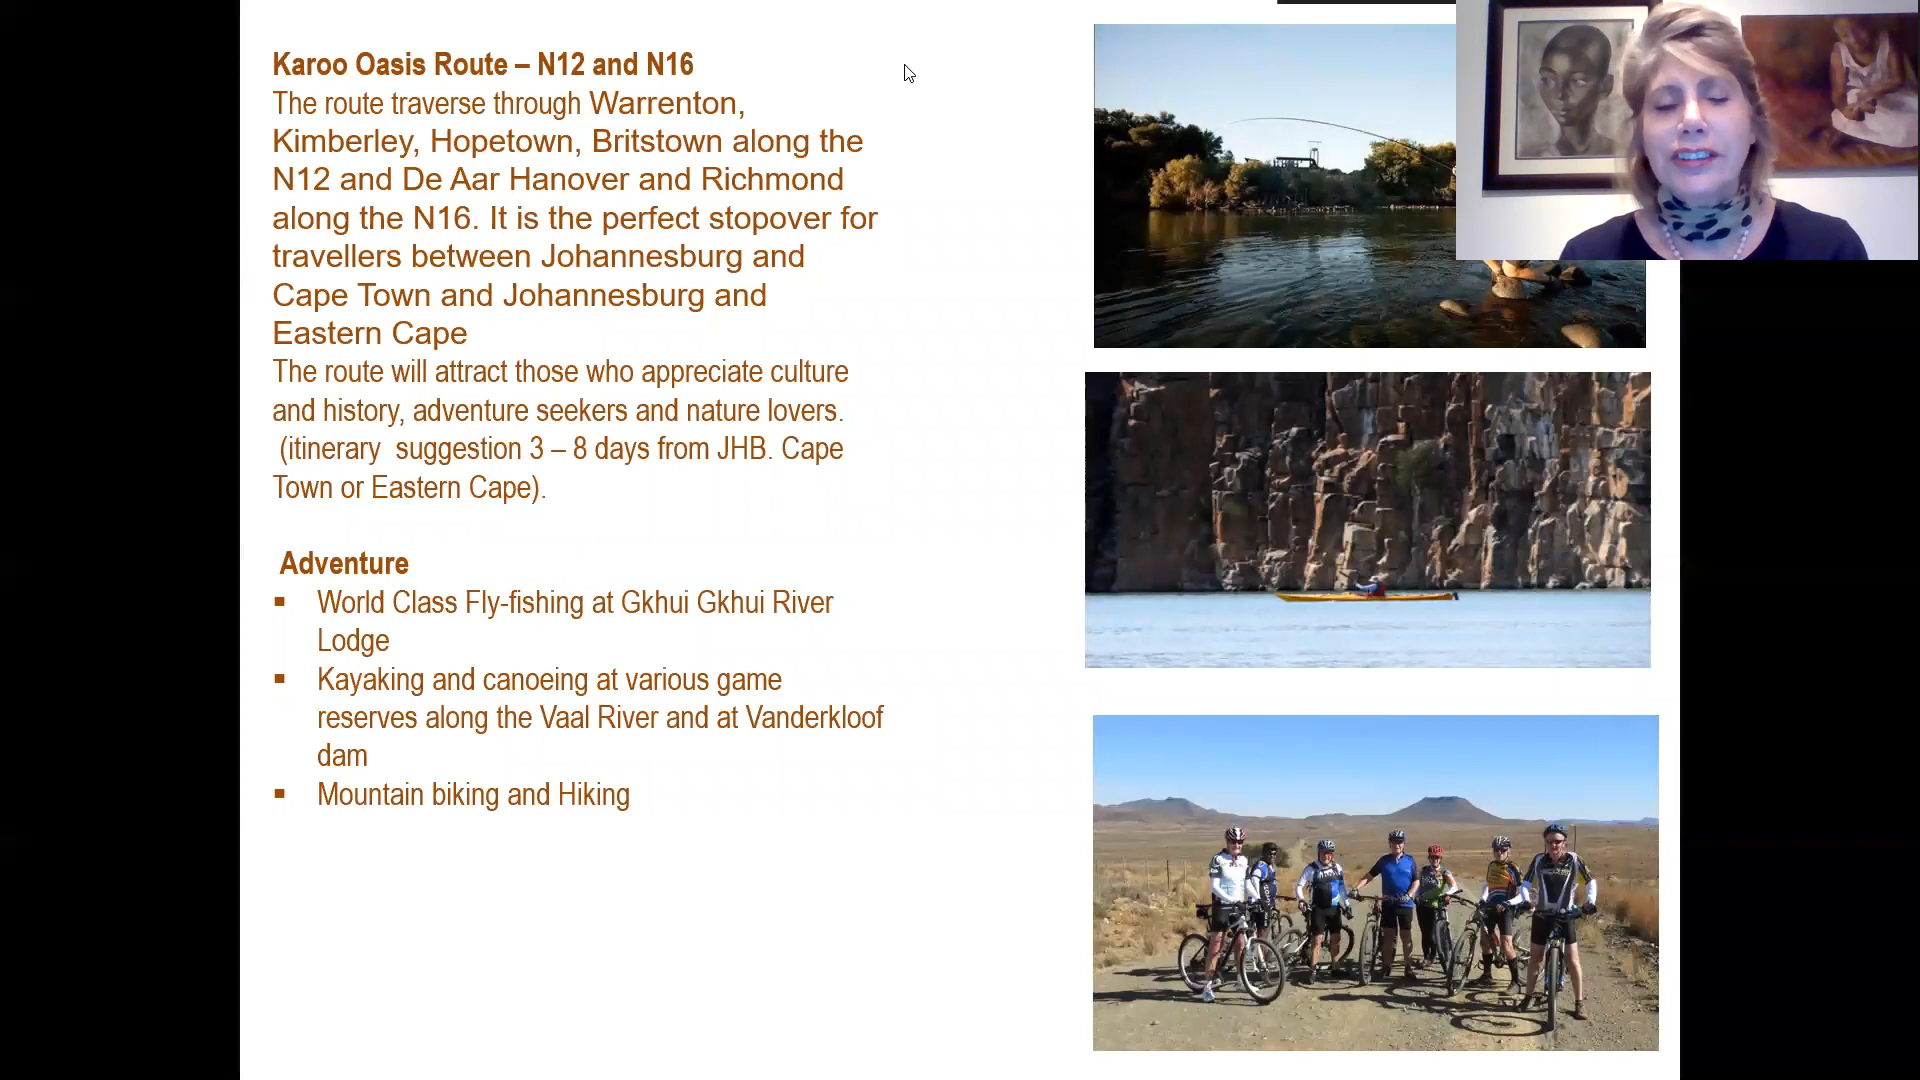 Karoo Oasis Route – N12 and N16
The route traverse through Warrenton,
Kimberley, Hopetown, Britstown along the
N12 and De Aar Hanover and Richmond
along the N16. It is the perfect stopover for
travellers between Johannesburg and
Cape Town and Johannesburg and
Eastern Cape
The route will attract those who appreciate culture
and history, adventure seekers and nature lovers.
(itinerary suggestion 3 – 8 days from JHB. Cape
Town or Eastern Cape).
Adventure
▪ World Class Fly-fishing at Gkhui Gkhui River
Lodge
▪ Kayaking and canoeing at various game
reserves along the Vaal River and at Vanderkloof
dam
▪ Mountain biking and Hiking